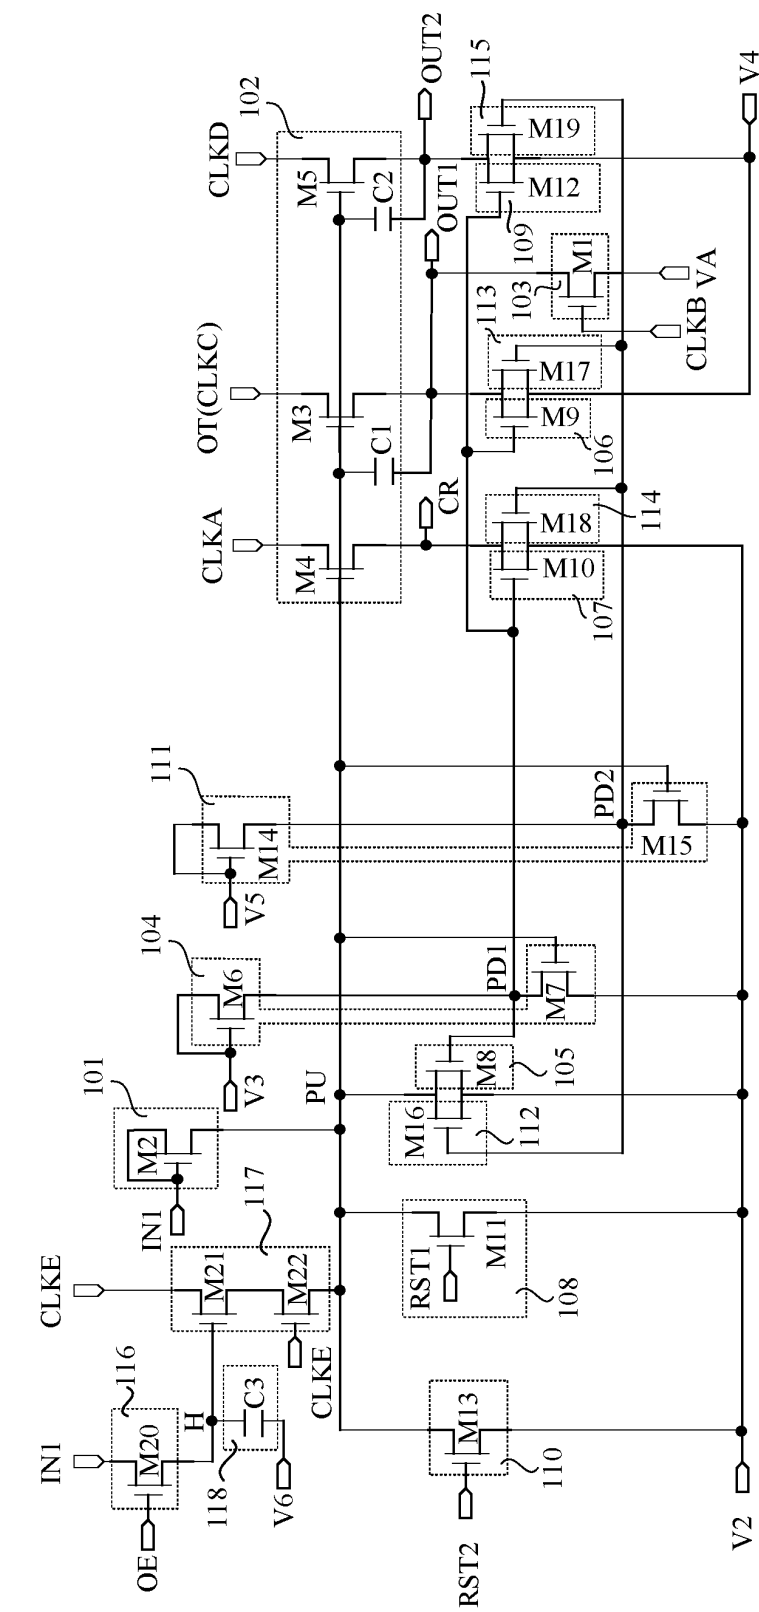 OE
IN1
116
M20
H
118
C3
V6
CLKE
M21
M22
117
CLKE
IN1
M2
101
V3
M6
104
V5
M14
111
PU
RST2
M13
110
RST1
M11
108
M16
112
M8
105
PD1
M7
PD2
M15
V2
CLKA
M4
OT(CLKC)
M3
CLKD
M5
102
C1
C2
CR
OUT1
OUT2
M10
107
M18
114
M9
106
M17
113
103
M1
CLKB
VA
109
M12
M19
115
V4